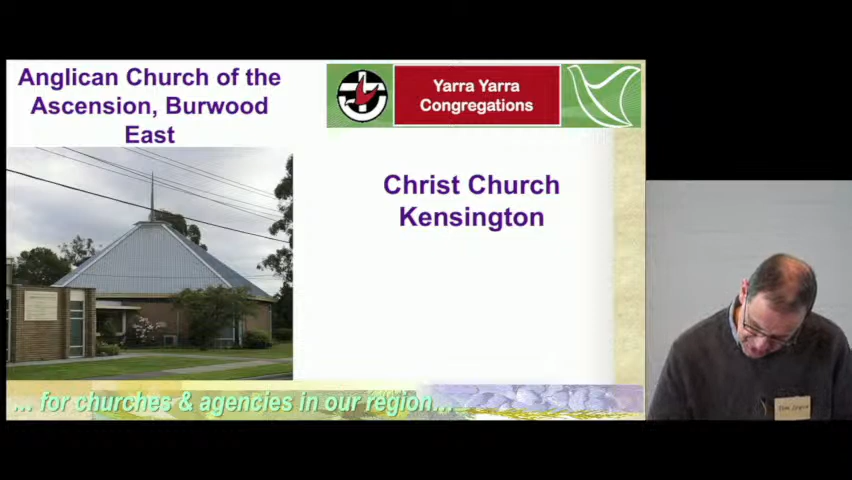 Anglican Church of the
Ascension, Burwood
East
Yarra Yarra
Congregations
Christ Church
Kensington
... for churches & agencies in our region...